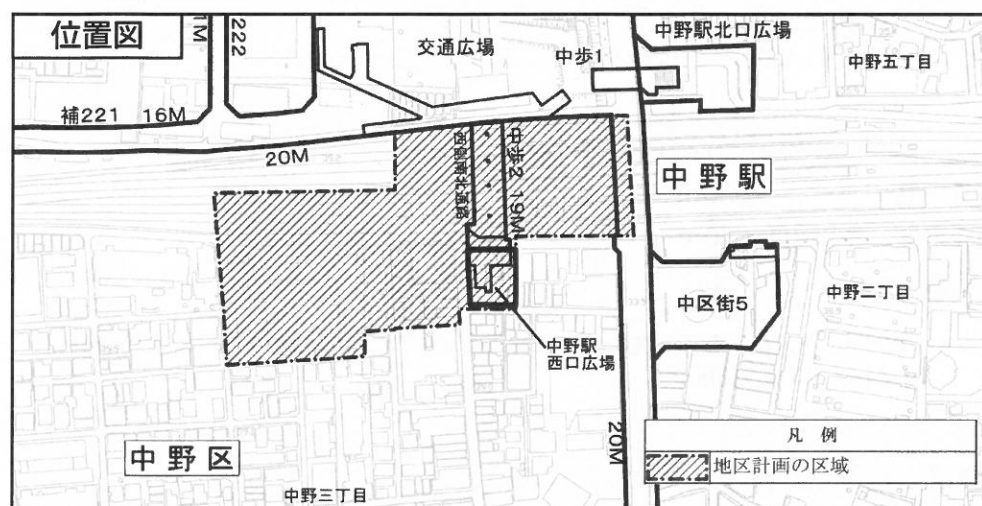 位置図
1M
222
交通広場
中歩1
中野駅北口広場
中野五丁目
補221 16M
20M
西側南北通路
中歩2 19M
中野駅
中区街5
中野二丁目
中野駅
西口広場
中野区
中野三丁目
20M
凡例
地区計画の区域